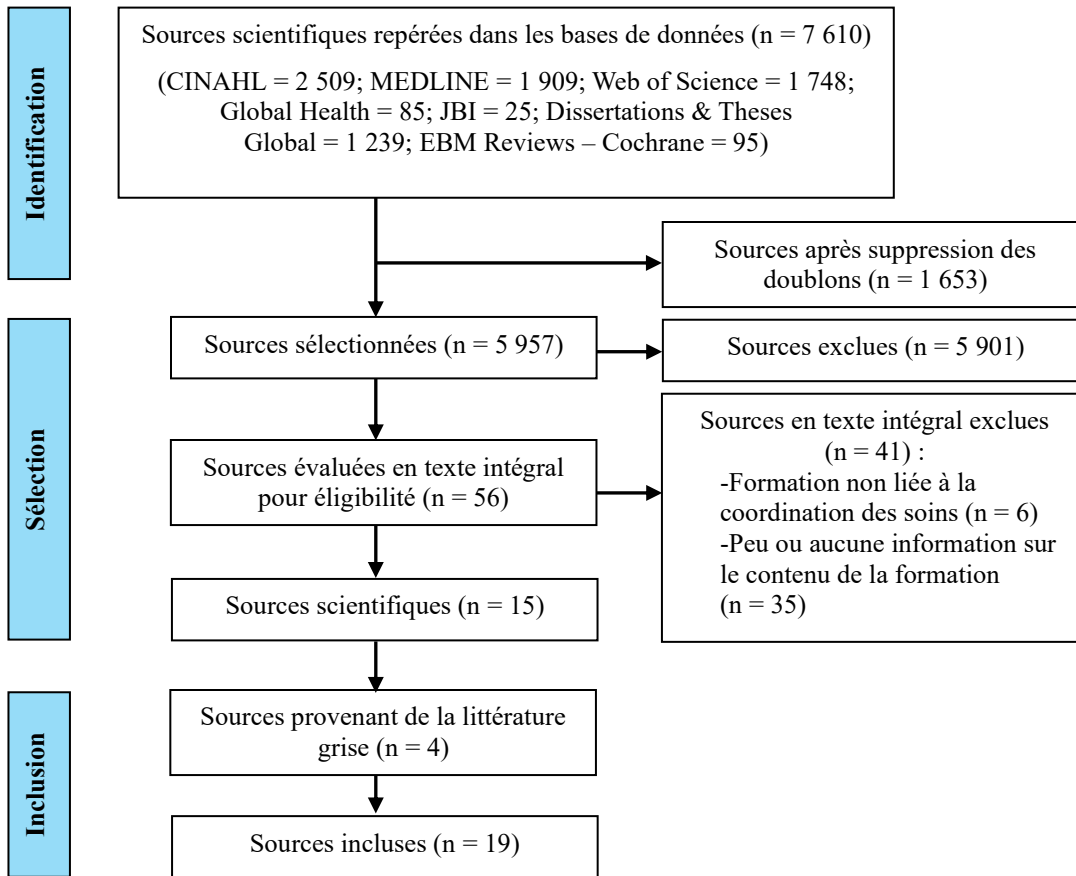 Identification
Sources scientifiques repérées dans les bases de données (n = 7 610)
(CINAHL = 2 509; MEDLINE = 1 909; Web of Science = 1 748;
Global Health = 85; JBI = 25; Dissertations & Theses
Global = 1 239; EBM Reviews – Cochrane = 95)
Sources après suppression des
doublons (n = 1 653)
Sélection
Sources sélectionnées (n = 5 957)
Sources exclues (n = 5 901)
Sources évaluées en texte intégral
pour éligibilité (n = 56)
Sources en texte intégral exclues
(n = 41) :
-Formation non liée à la
coordination des soins (n = 6)
-Peu ou aucune information sur
le contenu de la formation
(n = 35)
Sources scientifiques (n = 15)
Inclusion
Sources provenant de la littérature
grise (n = 4)
Sources incluses (n = 19)